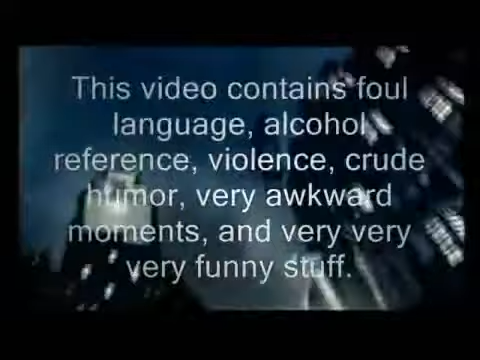 This video contains foul
language, alcohol
reference, violence, crude
humor, very awkward
moments, and very very
very funny stuff.